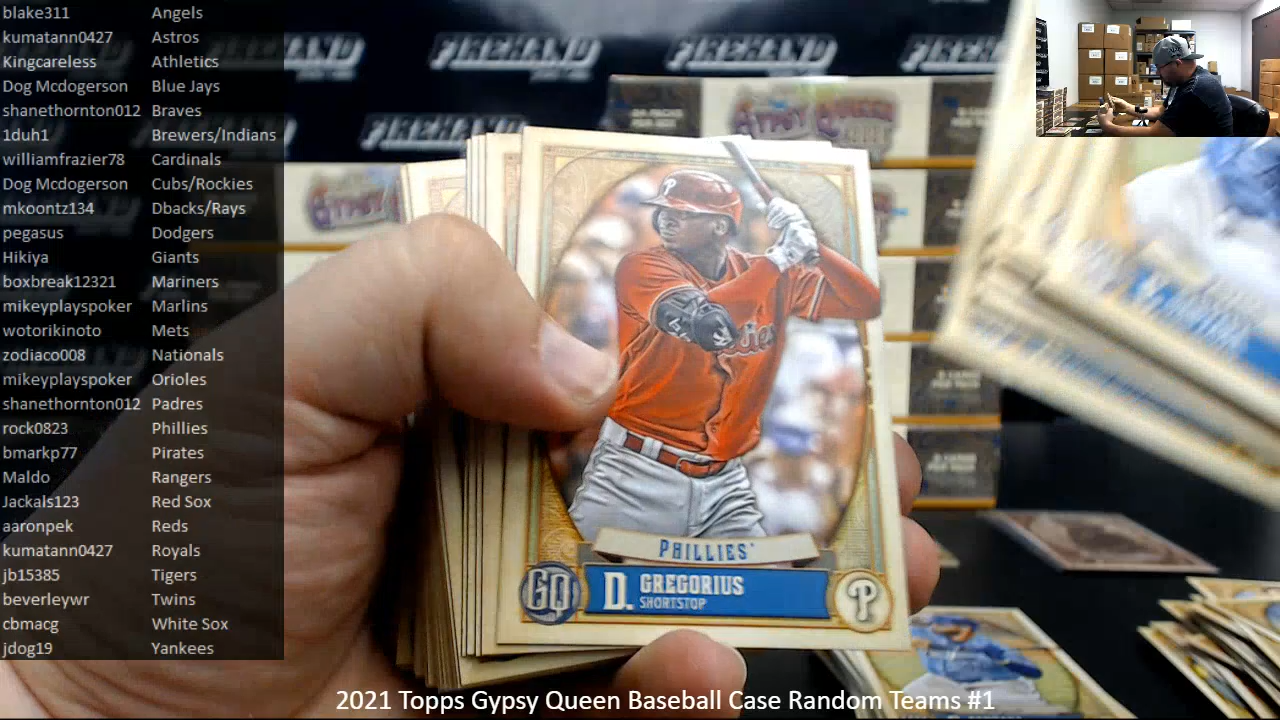 blake311 Angels
kumatann0427 Astros
Kingcareless Athletics
Dog Mcdogerson Blue Jays
shanethornton012 Braves
1duh1 Brewers/Indians
williamfrazier78 Cardinals
Dog Mcdogerson Cubs/Rockies
mkoontz134 Dbacks/Rays
pegasus Dodgers
Hikiya Giants
boxbreak12321 Mariners
mikeyplayspoker Marlins
wotorikinoto Mets
zodiaco008 Nationals
mikeyplayspoker Orioles
shanethornton012 Padres
rock0823 Phillies
bmarkp77 Pirates
Maldo Rangers
Jackals123 Red Sox
aaronpek Reds
kumatann0427 Royals
jb15385 Tigers
beverleywr Twins
cbmacg White Sox
jdog19 Yankees
FIREHAND FIREHAND FIREHAND
FIREHAND
GYPSY QUEEN
GYPSY
P
PHILLIES
GQ D. GREGORIUS P
SHORTSTOP
2021 Topps Gypsy Queen Baseball Case Random Teams #1